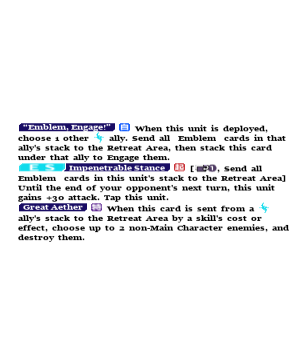 "Emblem, Engage!" When this unit is deployed,
choose 1 other ally. Send all Emblem cards in that
ally's stack to the Retreat Area, then stack this card
under that ally to Engage them.
E S Impenetrable Stance [ , Send all
Emblem cards in this unit's stack to the Retreat Area]
Until the end of your opponent's next turn, this unit
gains +30 attack. Tap this unit.
Great Aether When this card is sent from a
ally's stack to the Retreat Area by a skill's cost or
effect, choose up to 2 non-Main Character enemies, and
destroy them.